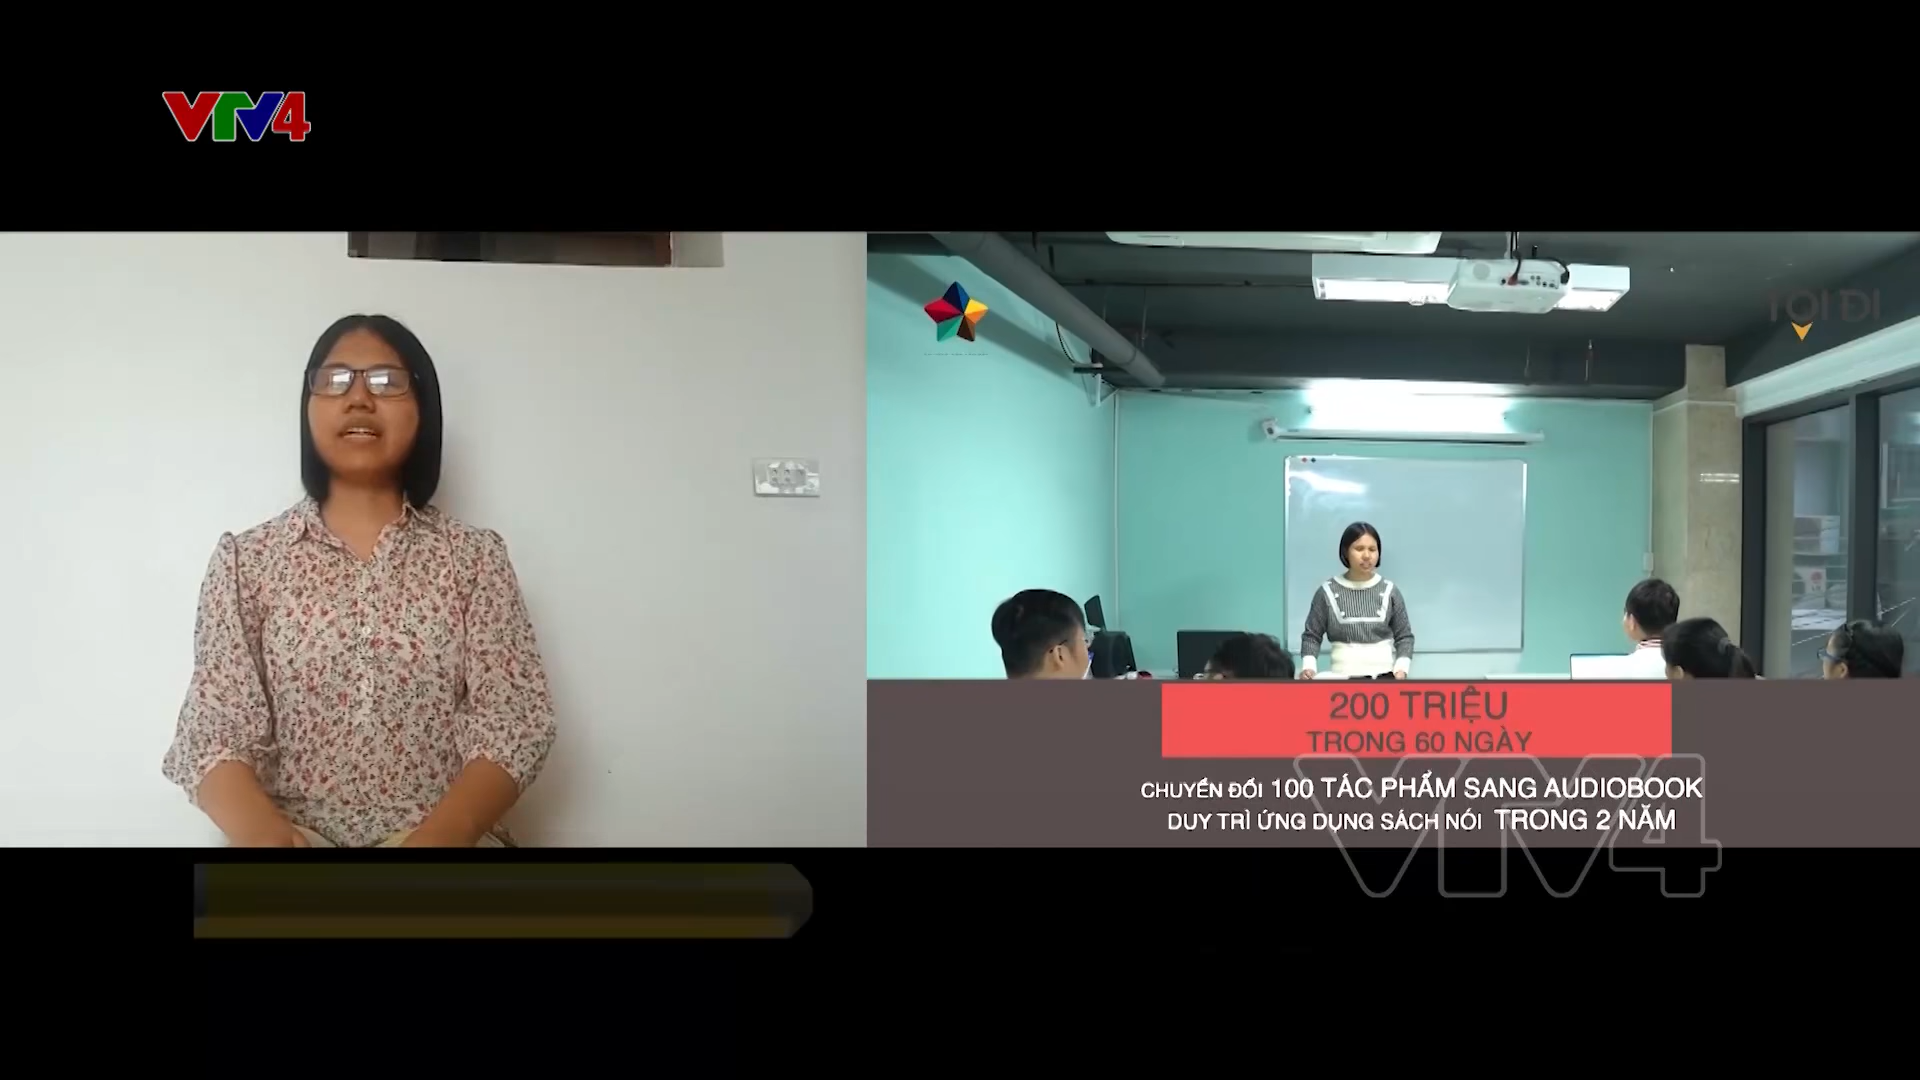 VTV4
TỌI ĐI
200 TRIỆU
TRONG 60 NGÀY
CHUYỂN ĐỔI 100 TÁC PHẨM SANG AUDIOBOOK
DUY TRÌ ỨNG DỤNG SÁCH NÓI TRONG 2 NĂM
VTV4